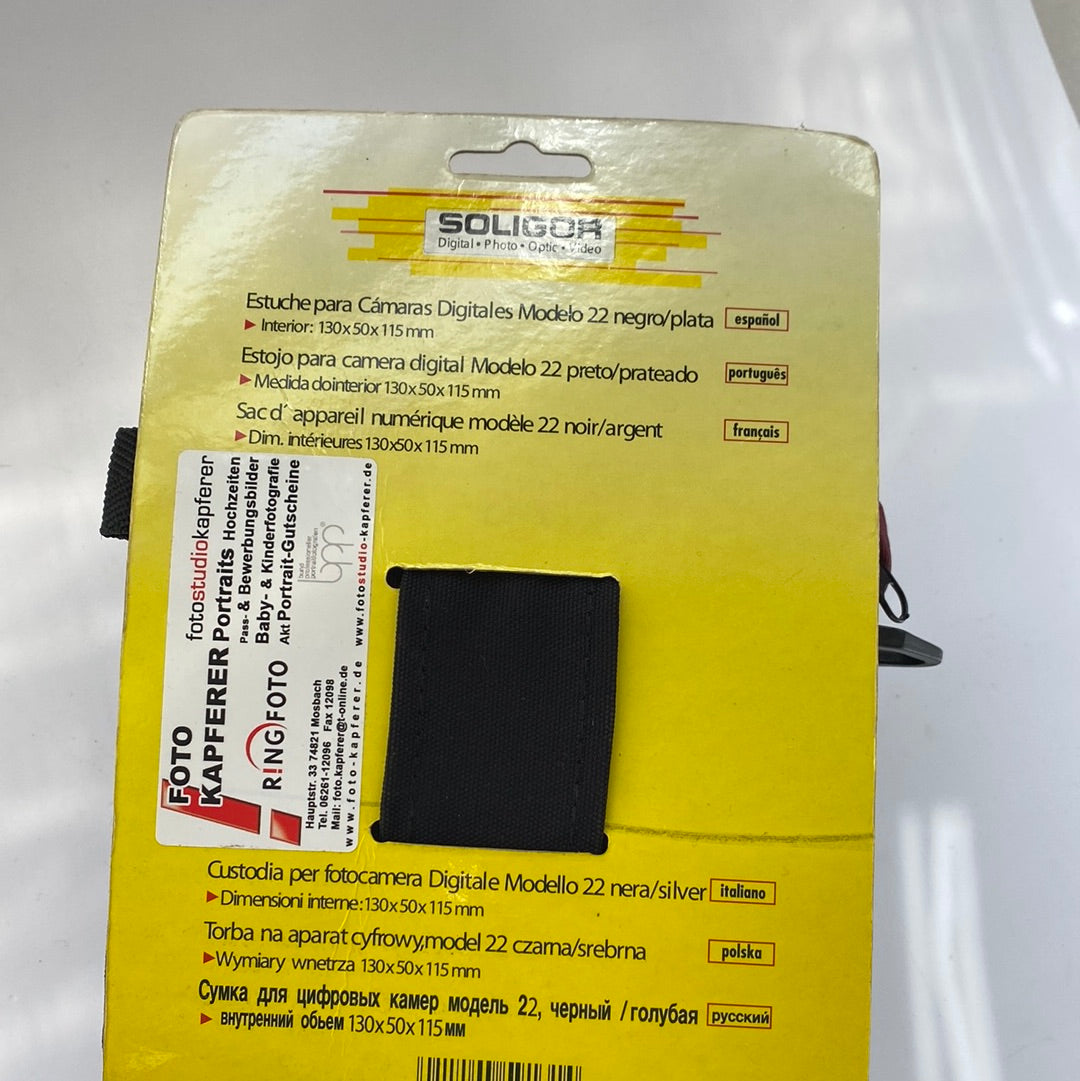 SOLIGOR
Digital • Photo • Optic • Video
Estuche para Cámaras Digitales Modelo 22 negro/plata
español
Interior: 130x50x115 mm
Estojo para camera digital Modelo 22 preto/prateado
português
Medida dointerior 130x50x115 mm
Sac d´ appareil numérique modèle 22 noir/argent
français
Dim. intérieures 130x50x115 mm
FOTO
KAPFERER
fotostudiokapferer
Portraits Hochzeiten
Pass- & Bewerbungsbilder
Baby- & Kinderfotografie
Akt Portrait-Gutscheine
R!NGFOTO
bund
professioneller
portraitfotografen
Hauptstr. 33 74821 Mosbach
Tel. 06261-12096 Fax 12098
Mail: foto.kapferer@t-online.de
www.foto-kapferer.de www.fotostudio-kapferer.de
Custodia per fotocamera Digitale Modello 22 nera/silver
italiano
Dimensioni interne:130x50x115 mm
Torba na aparat cyfrowy,model 22 czarna/srebrna
polska
Wymiary wnetrza 130x50x115 mm
Сумка для цифровых камер модель 22, черный /голубая
русский
внутренний обьем 130x50x115 мм